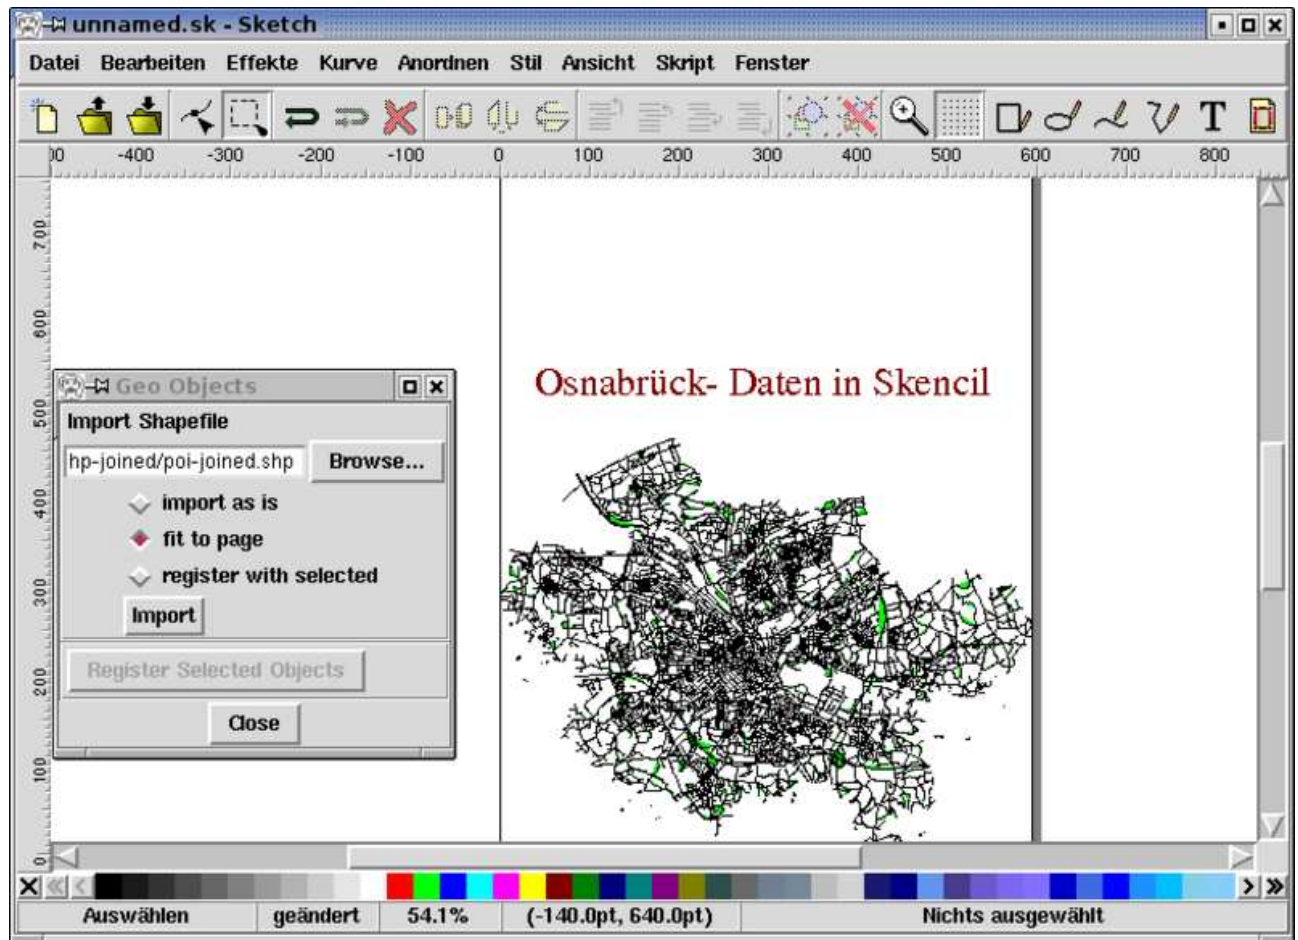 unnamed.sk - Sketch
Datei Bearbeiten Effekte Kurve Anordnen Stil Ansicht Skript Fenster
T
00 -400 -300 -200 -100 0 100 200 300 400 500 600 700 800
700
600
500
400
300
200
100
0
Osnabrück- Daten in Skencil
Geo Objects
Import Shapefile
hp-joined/poi-joined.shp Browse...
import as is
fit to page
register with selected
Import
Register Selected Objects
Close
Auswählen geändert 54.1% (-140.0pt, 640.0pt) Nichts ausgewählt